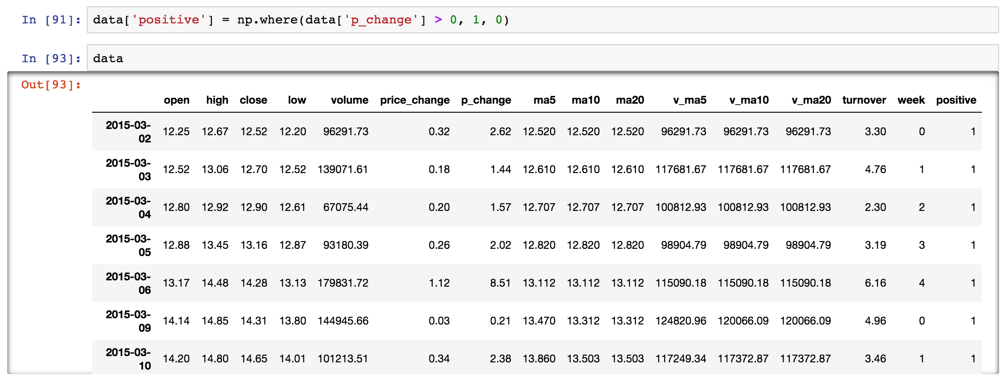 In [91]: data['positive'] = np.where(data['p_change'] > 0, 1, 0)
In [93]: data
Out[93]:
open high close low volume price_change p_change ma5 ma10 ma20 v_ma5 v_ma10 v_ma20 turnover week positive
2015-03-
02 12.25 12.67 12.52 12.20 96291.73 0.32 2.62 12.520 12.520 12.520 96291.73 96291.73 96291.73 3.30 0 1
2015-03-
03 12.52 13.06 12.70 12.52 139071.61 0.18 1.44 12.610 12.610 12.610 117681.67 117681.67 117681.67 4.76 1 1
2015-03-
04 12.80 12.92 12.90 12.61 67075.44 0.20 1.57 12.707 12.707 12.707 100812.93 100812.93 100812.93 2.30 2 1
2015-03-
05 12.88 13.45 13.16 12.87 93180.39 0.26 2.02 12.820 12.820 12.820 98904.79 98904.79 98904.79 3.19 3 1
2015-03-
06 13.17 14.48 14.28 13.13 179831.72 1.12 8.51 13.112 13.112 13.112 115090.18 115090.18 115090.18 6.16 4 1
2015-03-
09 14.14 14.85 14.31 13.80 144945.66 0.03 0.21 13.470 13.312 13.312 124820.96 120066.09 120066.09 4.96 0 1
2015-03-
10 14.20 14.80 14.65 14.01 101213.51 0.34 2.38 13.860 13.503 13.503 117249.34 117372.87 117372.87 3.46 1 1